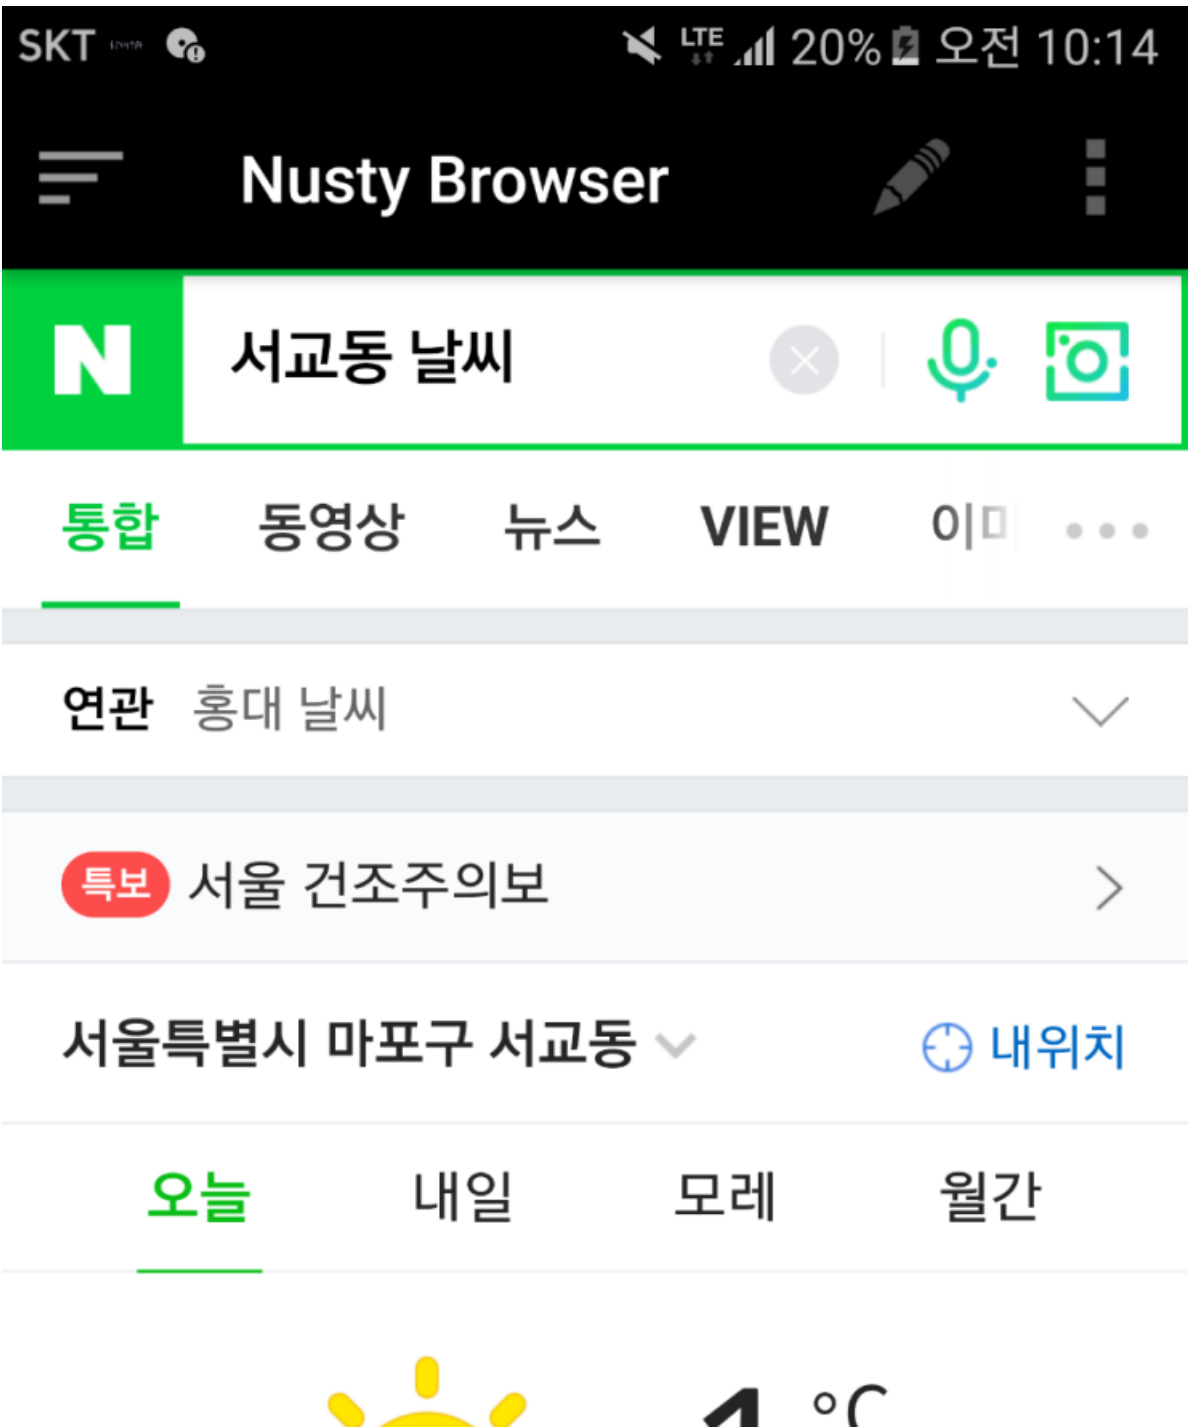 SKT LTE 20% 오전 10:14
Nusty Browser
N 서교동 날씨
통합 동영상 뉴스 VIEW
연관 홍대 날씨
특보 서울 건조주의보
서울특별시 마포구 서교동 내위치
오늘 내일 모레 월간
°C